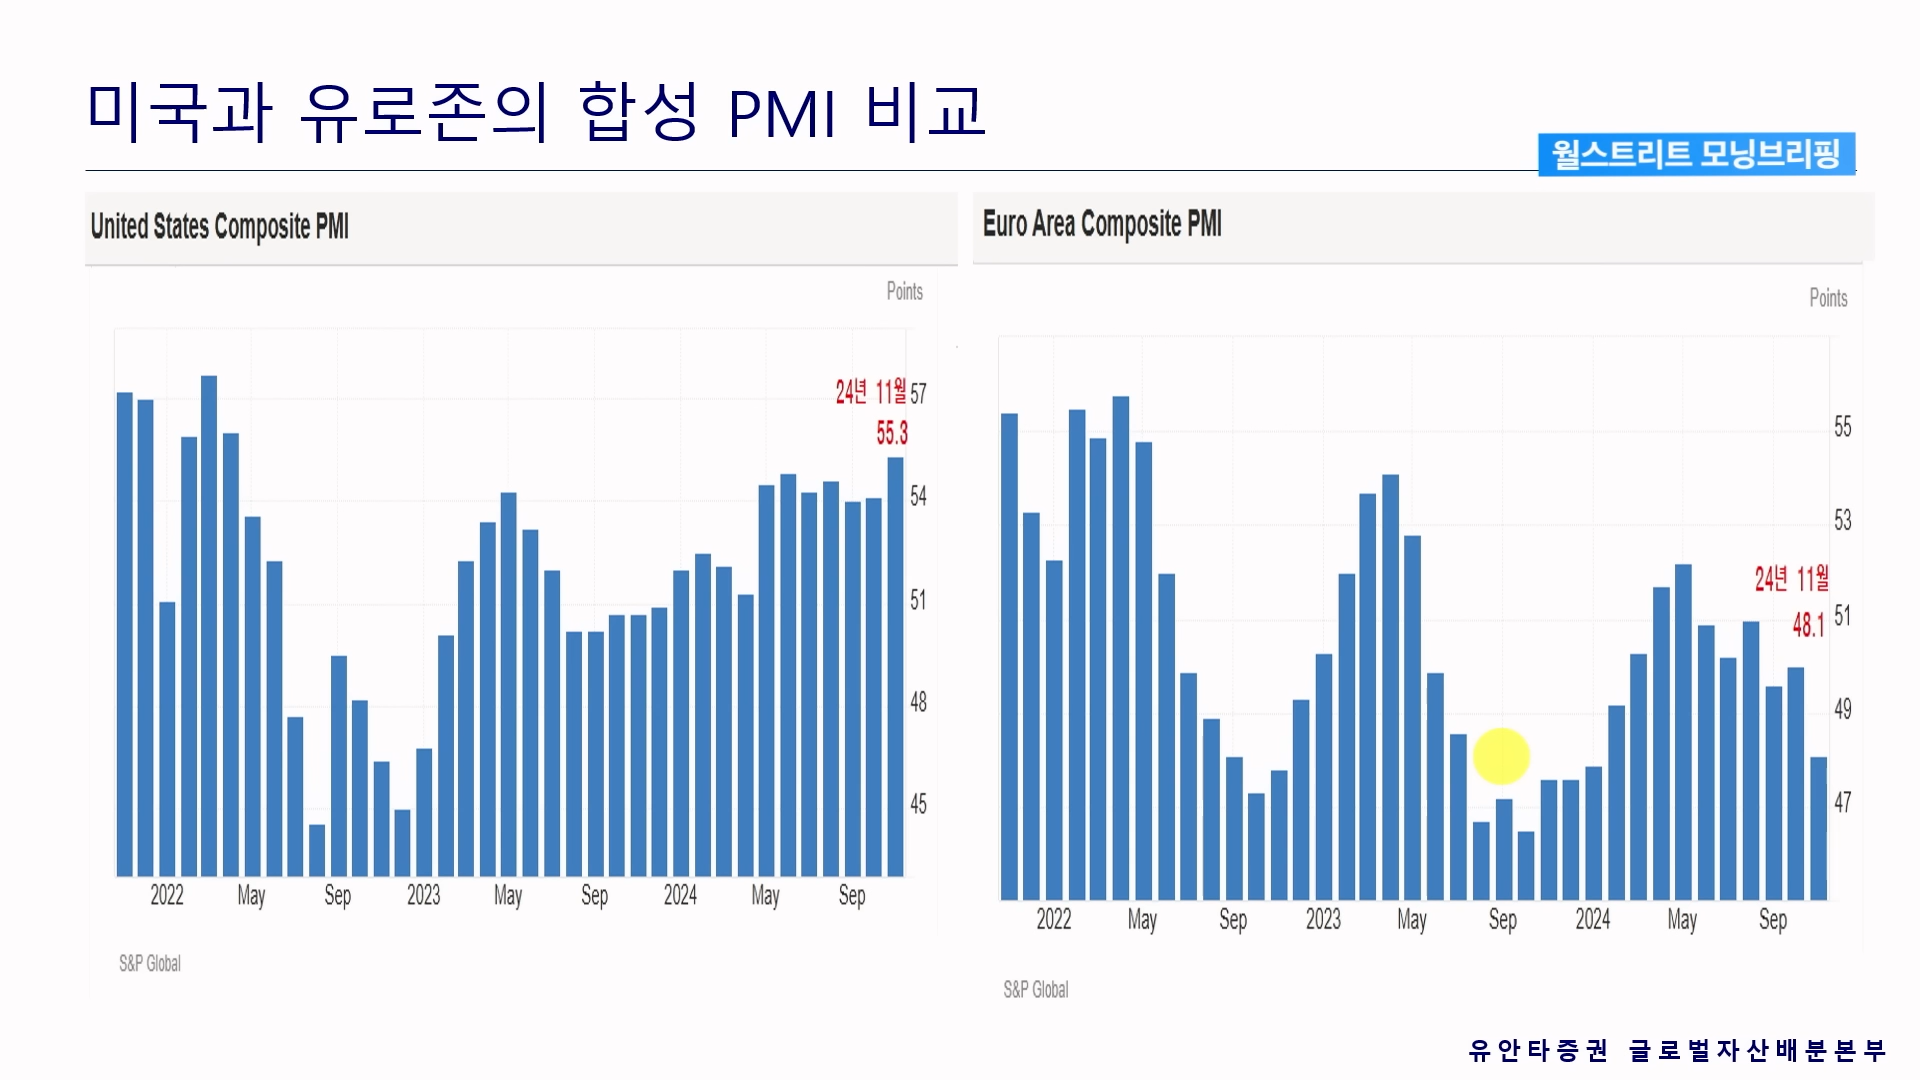 미국과 유로존의 합성 PMI 비교
월스트리트 모닝브리핑
United States Composite PMI
Points
24년 11월
55.3
57
54
51
48
45
2022 May Sep 2023 May Sep 2024 May Sep
S&P Global
Euro Area Composite PMI
Points
24년 11월
48.1
55
53
51
49
47
2022 May Sep 2023 May Sep 2024 May Sep
S&P Global
유안타증권 글로벌자산배분본부